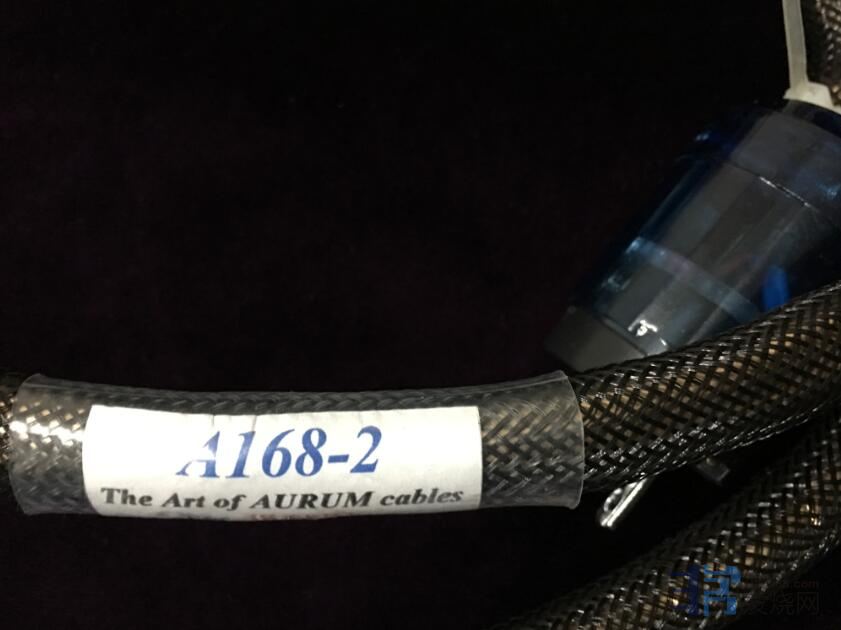 A168-2
The Art of AURUM cables
发烧网